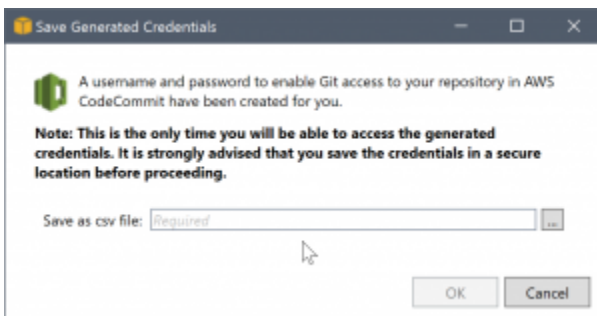 Save Generated Credentials
A username and password to enable Git access to your repository in AWS
CodeCommit have been created for you.
Note: This is the only time you will be able to access the generated
credentials. It is strongly advised that you save the credentials in a secure
location before proceeding.
Save as csv file: Required ...
OK Cancel